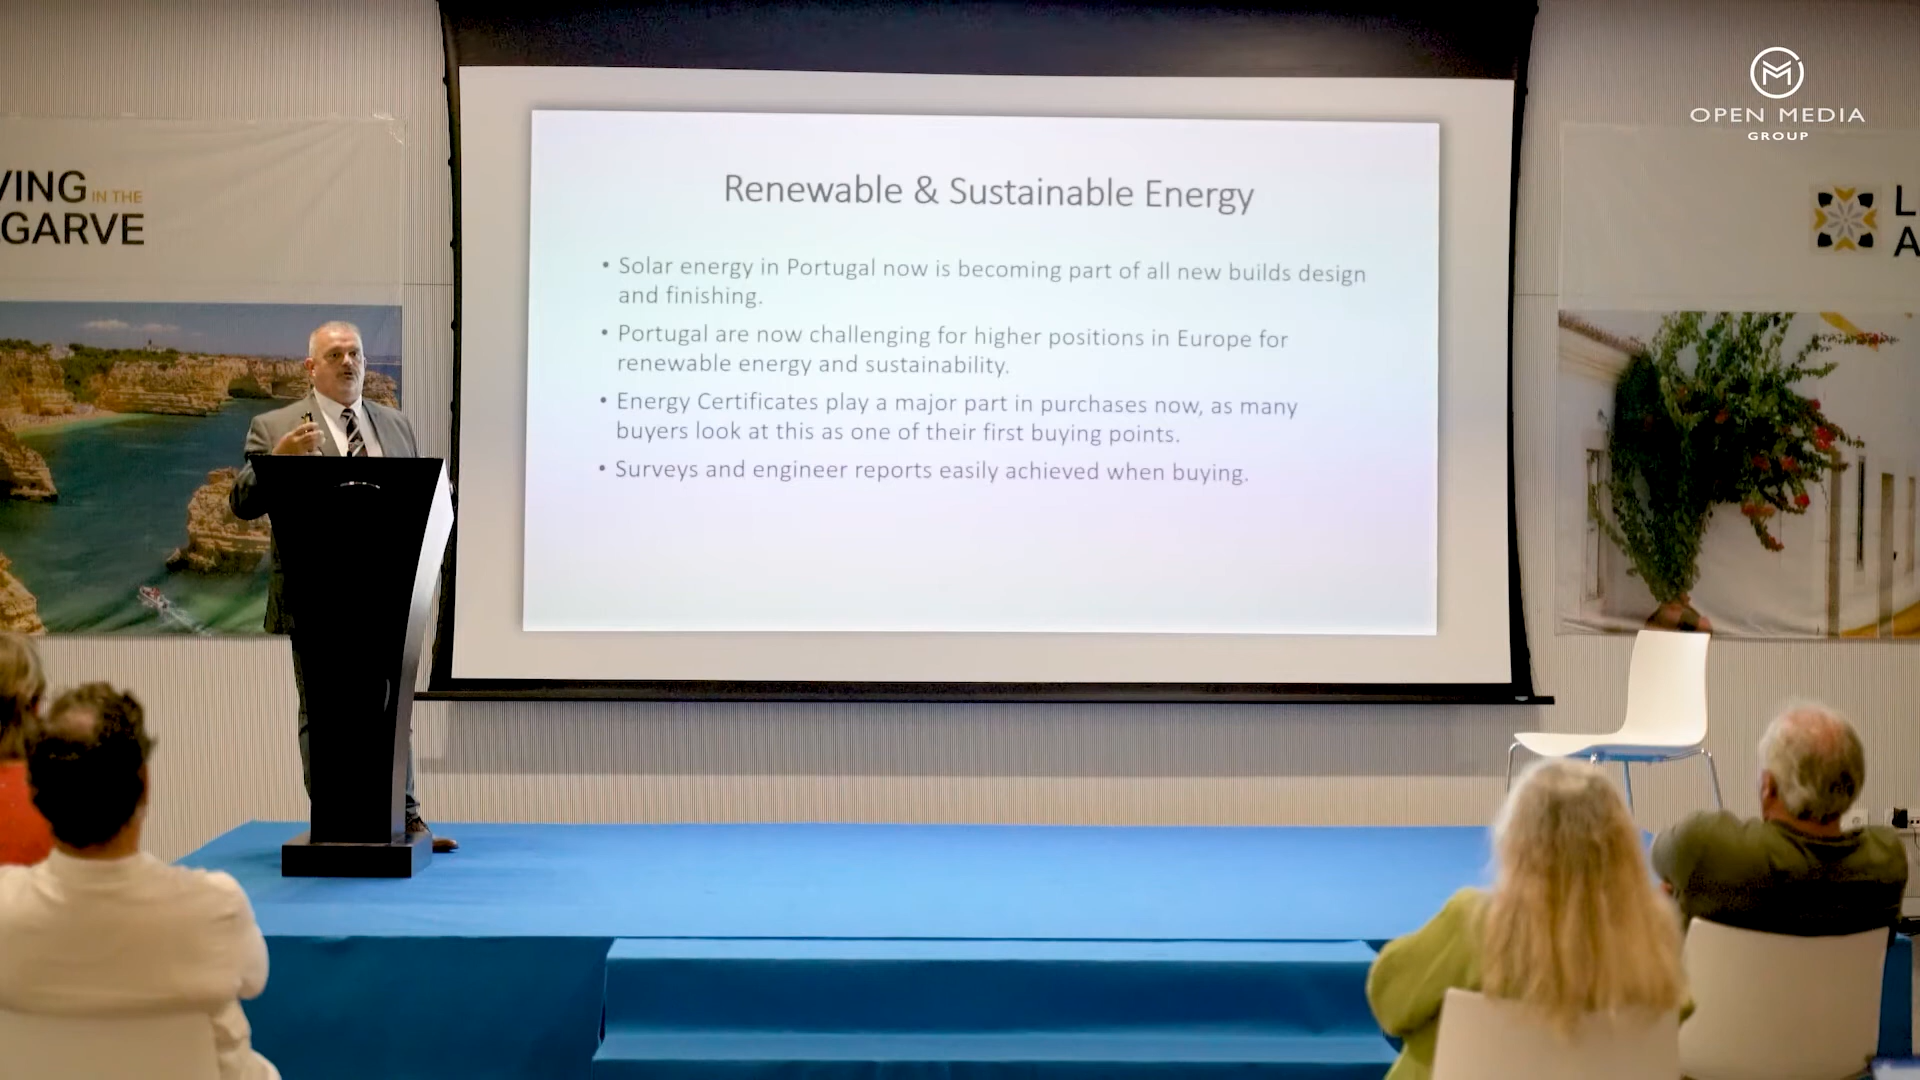 OPEN MEDIA
GROUP
VING IN THE
GARVE
L
A
Renewable & Sustainable Energy
• Solar energy in Portugal now is becoming part of all new builds design
and finishing.
• Portugal are now challenging for higher positions in Europe for
renewable energy and sustainability.
• Energy Certificates play a major part in purchases now, as many
buyers look at this as one of their first buying points.
• Surveys and engineer reports easily achieved when buying.